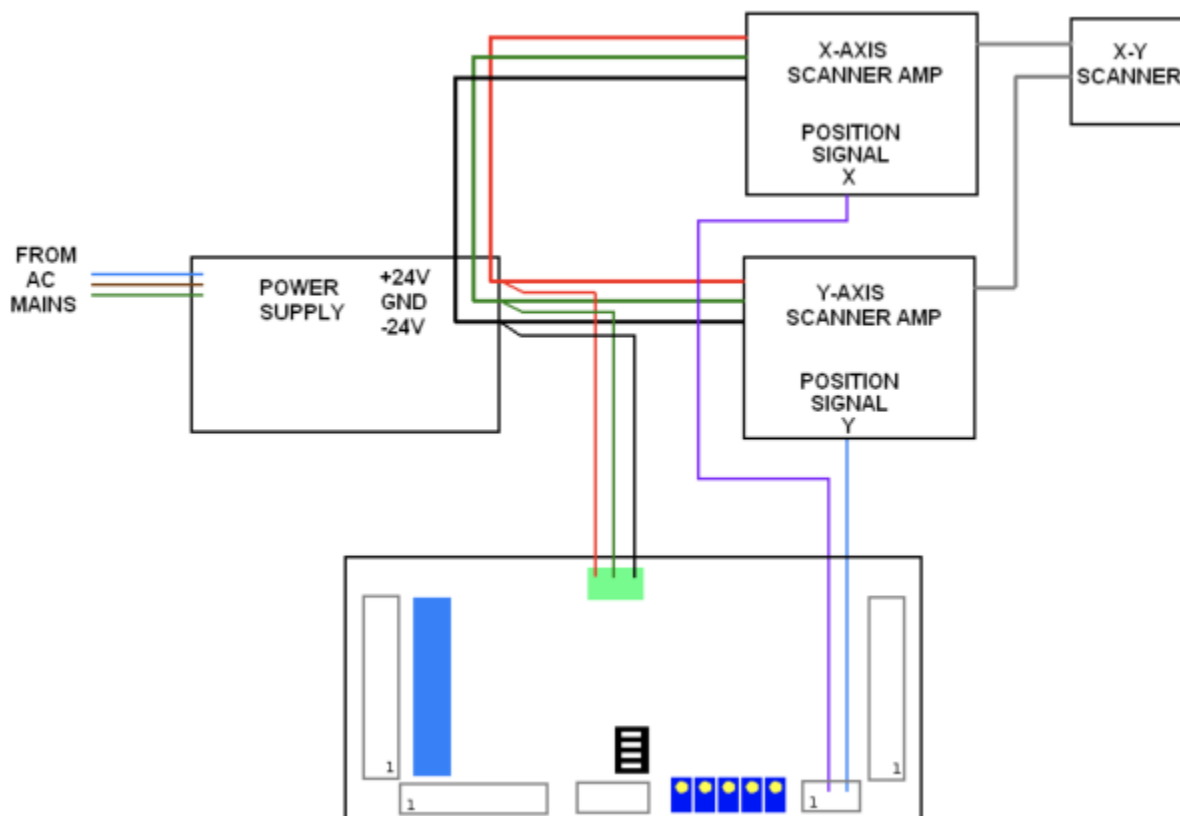 X-AXIS
SCANNER AMP
POSITION
SIGNAL
X
X-Y
SCANNER
FROM
AC
MAINS
POWER
SUPPLY
+24V
GND
-24V
Y-AXIS
SCANNER AMP
POSITION
SIGNAL
Y
1
1
1
1